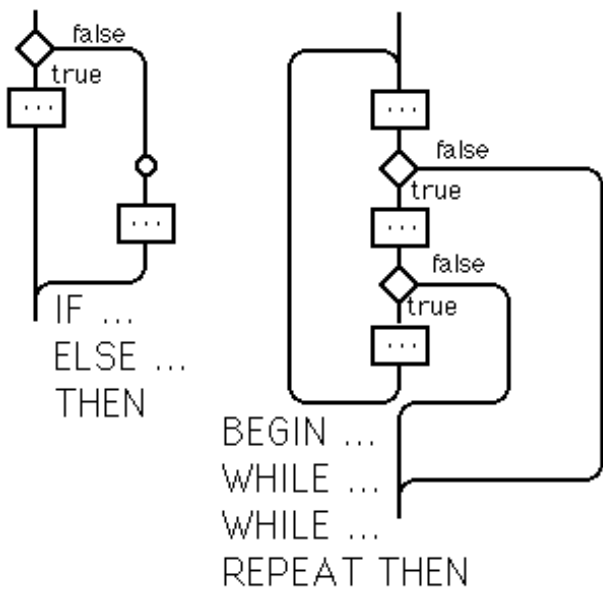 false
true
...
...
IF ...
ELSE ...
THEN
...
false
true
...
false
true
...
BEGIN ...
WHILE ...
WHILE ...
REPEAT THEN